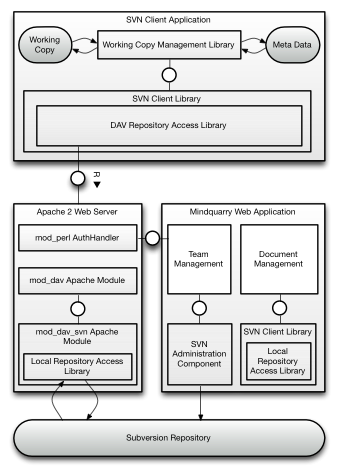 SVN Client Application
Working
Copy
Working Copy Management Library
Meta Data
SVN Client Library
DAV Repository Access Library
R
Apache 2 Web Server
mod_perl AuthHandler
mod_dav Apache Module
mod_dav_svn Apache
Module
Local Repository Access
Library
Mindquarry Web Application
Team
Management
Document
Management
SVN
Administration
Component
SVN Client Library
Local
Repository
Access Library
Subversion Repository